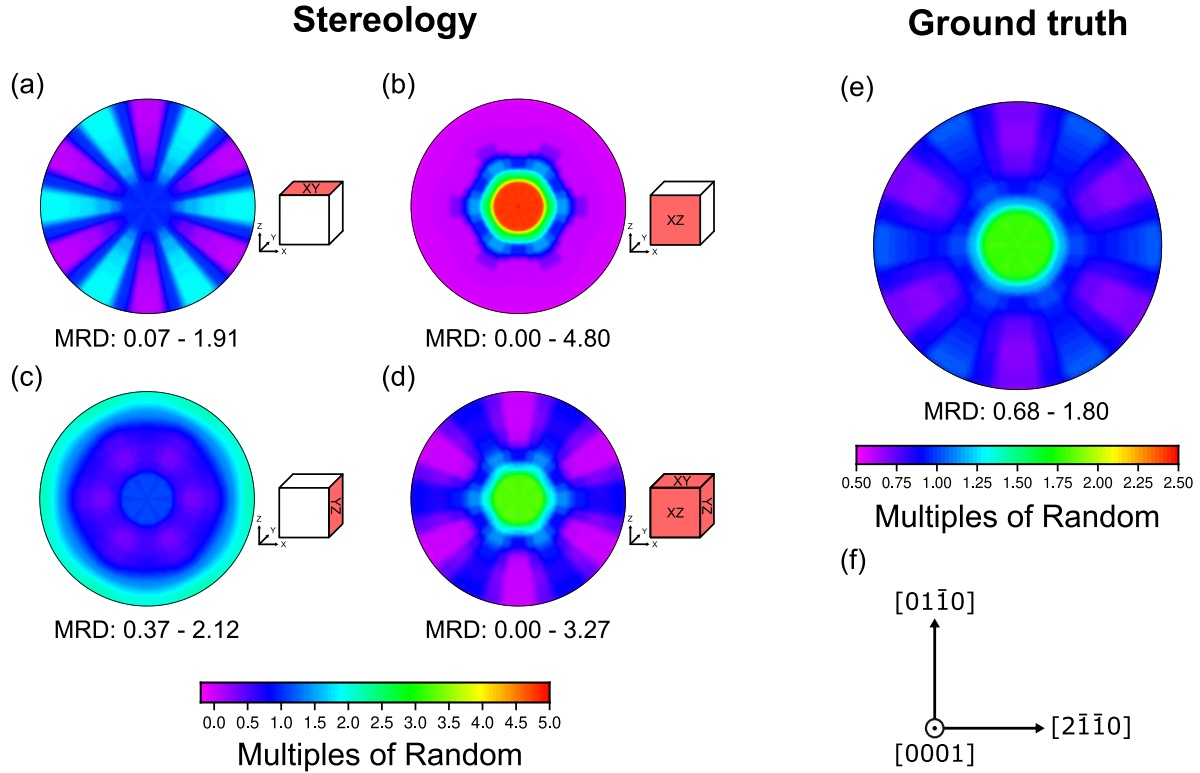 Stereology
Ground truth
(a)
XY
Z
Y
X
MRD: 0.07 - 1.91
(b)
XZ
Z
Y
X
MRD: 0.00 - 4.80
(e)
MRD: 0.68 - 1.80
0.50 0.75 1.00 1.25 1.50 1.75 2.00 2.25 2.50
Multiples of Random
(c)
YZ
Z
Y
X
MRD: 0.37 - 2.12
(d)
XY
XZ
YZ
Z
Y
X
MRD: 0.00 - 3.27
0.0 0.5 1.0 1.5 2.0 2.5 3.0 3.5 4.0 4.5 5.0
Multiples of Random
(f)
[011̄0]
[21̄1̄0]
[0001]